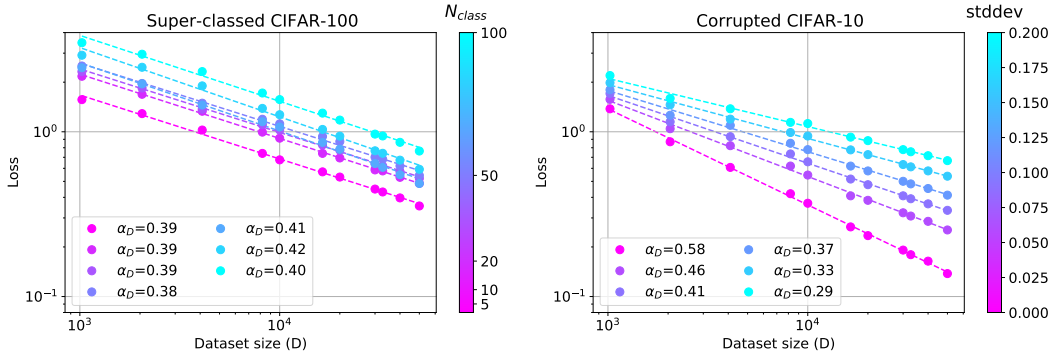 Super-classed CIFAR-100
N_class
Loss
10^0
10^{-1}
α_D=0.39
α_D=0.39
α_D=0.39
α_D=0.38
α_D=0.41
α_D=0.42
α_D=0.40
10^3
10^4
Dataset size (D)
100
50
20
10
5
Corrupted CIFAR-10
stddev
Loss
10^0
10^{-1}
α_D=0.58
α_D=0.46
α_D=0.41
α_D=0.37
α_D=0.33
α_D=0.29
10^3
10^4
Dataset size (D)
0.200
0.175
0.150
0.125
0.100
0.075
0.050
0.025
0.000